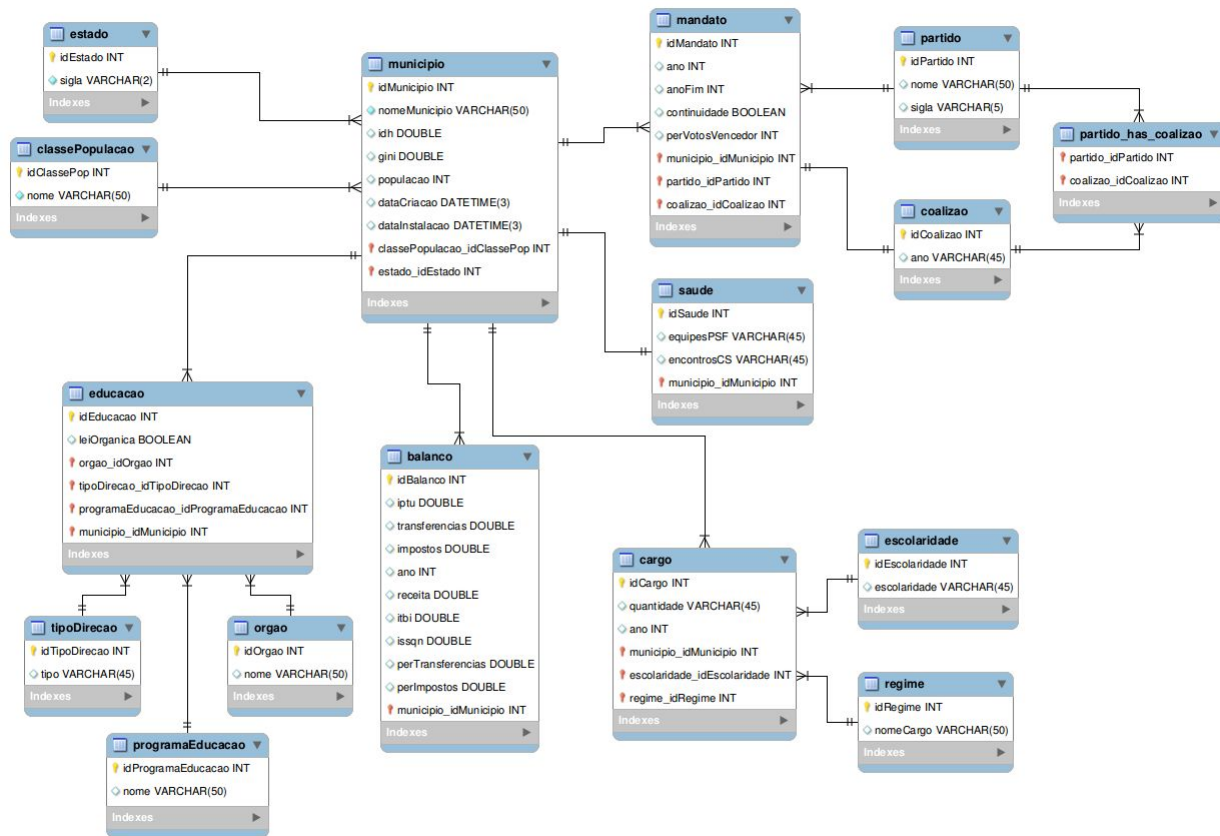 estado
idEstado INT
sigla VARCHAR(2)
Indexes
classePopulacao
idClassePop INT
nome VARCHAR(50)
Indexes
municipio
idMunicipio INT
nomeMunicipio VARCHAR(50)
idh DOUBLE
gini DOUBLE
populacao INT
dataCriacao DATETIME(3)
dataInstalacao DATETIME(3)
classePopulacao_idClassePop INT
estado_idEstado INT
Indexes
mandato
idMandato INT
ano INT
anoFim INT
continuidade BOOLEAN
perVotosVencedor INT
municipio_idMunicipio INT
partido_idPartido INT
coalizao_idCoalizao INT
Indexes
partido
idPartido INT
nome VARCHAR(50)
sigla VARCHAR(5)
Indexes
partido_has_coalizao
partido_idPartido INT
coalizao_idCoalizao INT
Indexes
coalizao
idCoalizao INT
ano VARCHAR(45)
Indexes
saude
idSaude INT
equipesPSF VARCHAR(45)
encontrosCS VARCHAR(45)
municipio_idMunicipio INT
Indexes
educacao
idEducacao INT
leiOrganica BOOLEAN
orgao_idOrgao INT
tipoDirecao_idTipoDirecao INT
programaEducacao_idProgramaEducacao INT
municipio_idMunicipio INT
Indexes
tipoDirecao
idTipoDirecao INT
tipo VARCHAR(45)
Indexes
orgao
idOrgao INT
nome VARCHAR(50)
Indexes
programaEducacao
idProgramaEducacao INT
nome VARCHAR(50)
Indexes
balanco
idBalanco INT
iptu DOUBLE
transferências DOUBLE
impostos DOUBLE
ano INT
receita DOUBLE
itbi DOUBLE
issqn DOUBLE
perTransferências DOUBLE
perImpostos DOUBLE
municipio_idMunicipio INT
Indexes
cargo
idCargo INT
quantidade VARCHAR(45)
ano INT
municipio_idMunicipio INT
escolaridade_idEscolaridade INT
regime_idRegime INT
Indexes
escolaridade
idEscolaridade INT
escolaridade VARCHAR(45)
Indexes
regime
idRegime INT
nomeCargo VARCHAR(50)
Indexes